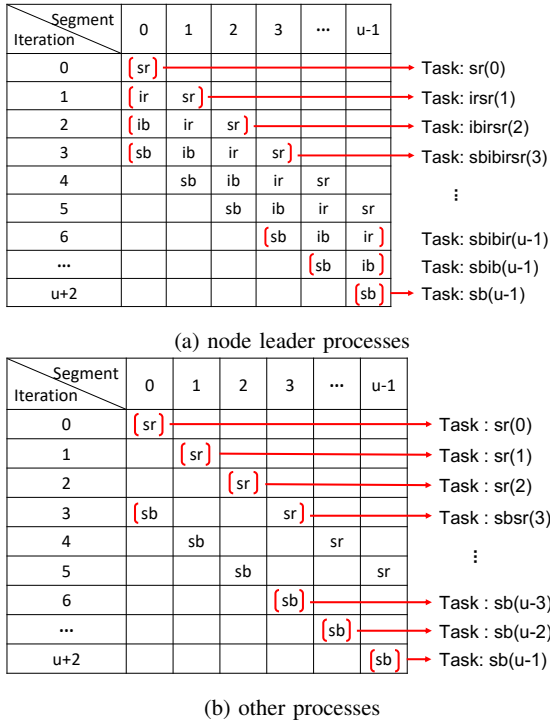 Segment
Iteration
0 1 2 3 ... u-1
0 [sr] Task: sr(0)
1 [ir sr] Task: irsr(1)
2 [ib ir sr] Task: ibirsr(2)
3 [sb ib ir sr] Task: sbibirsr(3)
4 sb ib ir sr ⋮
5 sb ib ir sr
6 [sb ib ir] Task: sbibir(u-1)
... [sb ib] Task: sbib(u-1)
u+2 [sb] Task: sb(u-1)
(a) node leader processes
Segment
Iteration
0 1 2 3 ... u-1
0 [sr] Task : sr(0)
1 [sr] Task : sr(1)
2 [sr] Task : sr(2)
3 [sb sr] Task : sbsr(3)
4 sb sr ⋮
5 sb sr
6 [sb] Task : sb(u-3)
... [sb] Task : sb(u-2)
u+2 [sb] Task: sb(u-1)
(b) other processes